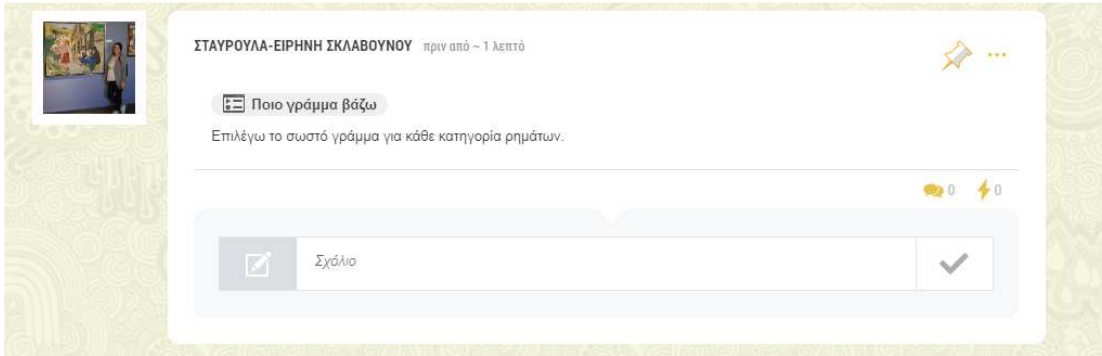 ΣΤΑΥΡΟΥΛΑ-ΕΙΡΗΝΗ ΣΚΛΑΒΟΥΝΟΥ πριν από ~ 1 λεπτό
Ποιο γράμμα βάζω
Επιλέγω το σωστό γράμμα για κάθε κατηγορία ρημάτων.
0 0
Σχόλιο